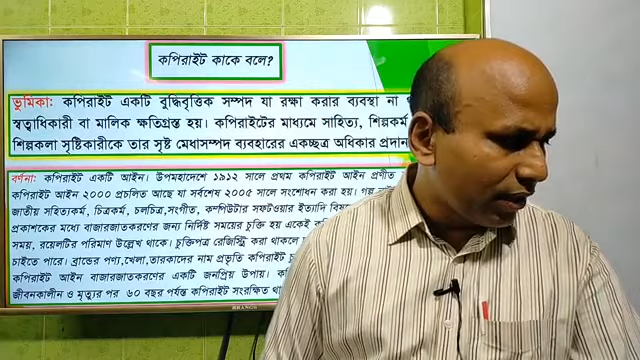 কপিরাইট কাকে বলে?
ভুমিকা: কপিরাইট একটি বুদ্ধিবৃত্তিক সম্পদ যা রক্ষা করার ব্যবস্থা না
স্বত্বাধিকারী বা মালিক ক্ষতিগ্রস্ত হয়। কপিরাইটের মাধ্যমে সাহিত্য, শিল্পকর্ম
শিল্পকলা সৃষ্টিকারীকে তার সৃষ্ট মেধাসম্পদ ব্যবহারের একচ্ছত্র অধিকার প্রদান
বর্ণনা: কপিরাইট একটি আইন। উপমহাদেশে ১৯১২ সালে প্রথম কপিরাইট আইন প্রণীত
কপিরাইট আইন ২০০০ প্রচলিত আছে যা সর্বশেষ ২০০৫ সালে সংশোধন করা হয়। গল্প
জাতীয় সাহিত্যকর্ম, চিত্রকর্ম, চলচিত্র,সংগীত, কম্পিউটার সফটওয়ার ইত্যাদি
প্রকাশকের মধ্যে বাজারজাতকরণের জন্য নির্দিষ্ট সময়ের চুক্তি হয় একেই
সময়, রয়েলটির পরিমাণ উল্লেখ থাকে। চুক্তিপত্র রেজিস্ট্রি করা থাকলে
চাইতে পারে। ব্রান্ডের পণ্য,খেলা,তারকাদের নাম প্রভৃতি কপিরাইট
কপিরাইট আইন বাজারজাতকরণের একটি জনপ্রিয় উপায়।
জীবনকালীন ও মৃত্যুর পর ৬০ বছর পর্যন্ত কপিরাইট সংরক্ষিত